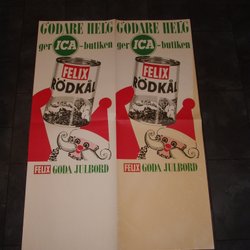 GODARE HELG
ger ICA-butiken
FELIX
RÖDKÅL
FELIX GODA JULBORD
GODARE HELG
ger ICA-butiken
FELIX
RÖDKÅL
FELIX GODA JULBORD